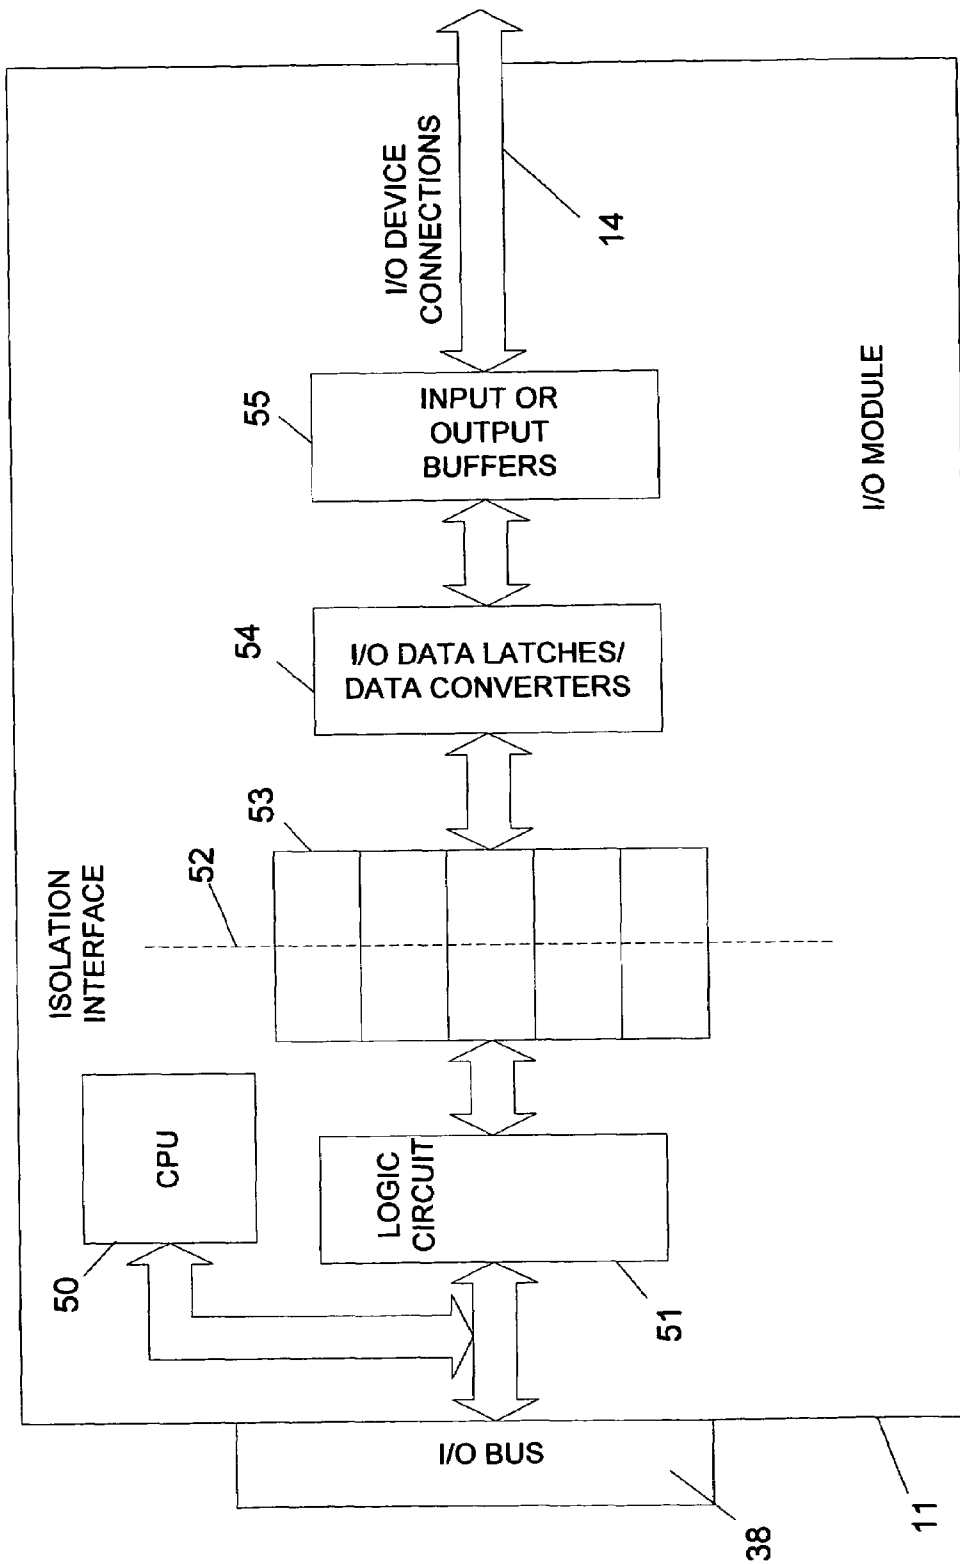 I/O BUS
38
11
50
CPU
LOGIC
CIRCUIT
51
ISOLATION
INTERFACE
52
53
54
I/O DATA LATCHES/
DATA CONVERTERS
55
INPUT OR
OUTPUT
BUFFERS
I/O DEVICE
CONNECTIONS
14
I/O MODULE